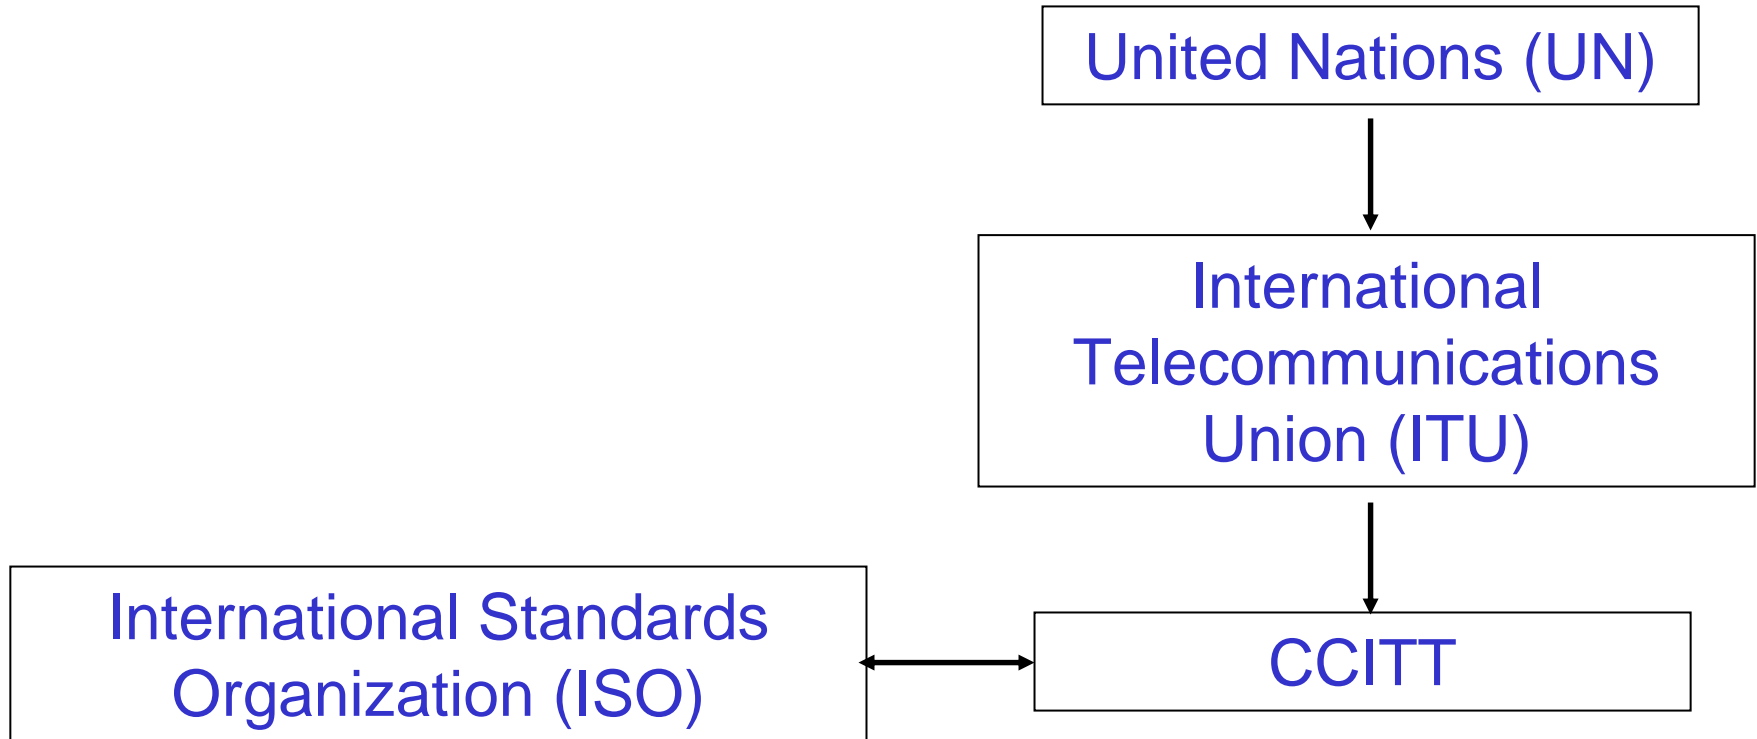 United Nations (UN)
International
Telecommunications
Union (ITU)
International Standards
Organization (ISO)
CCITT